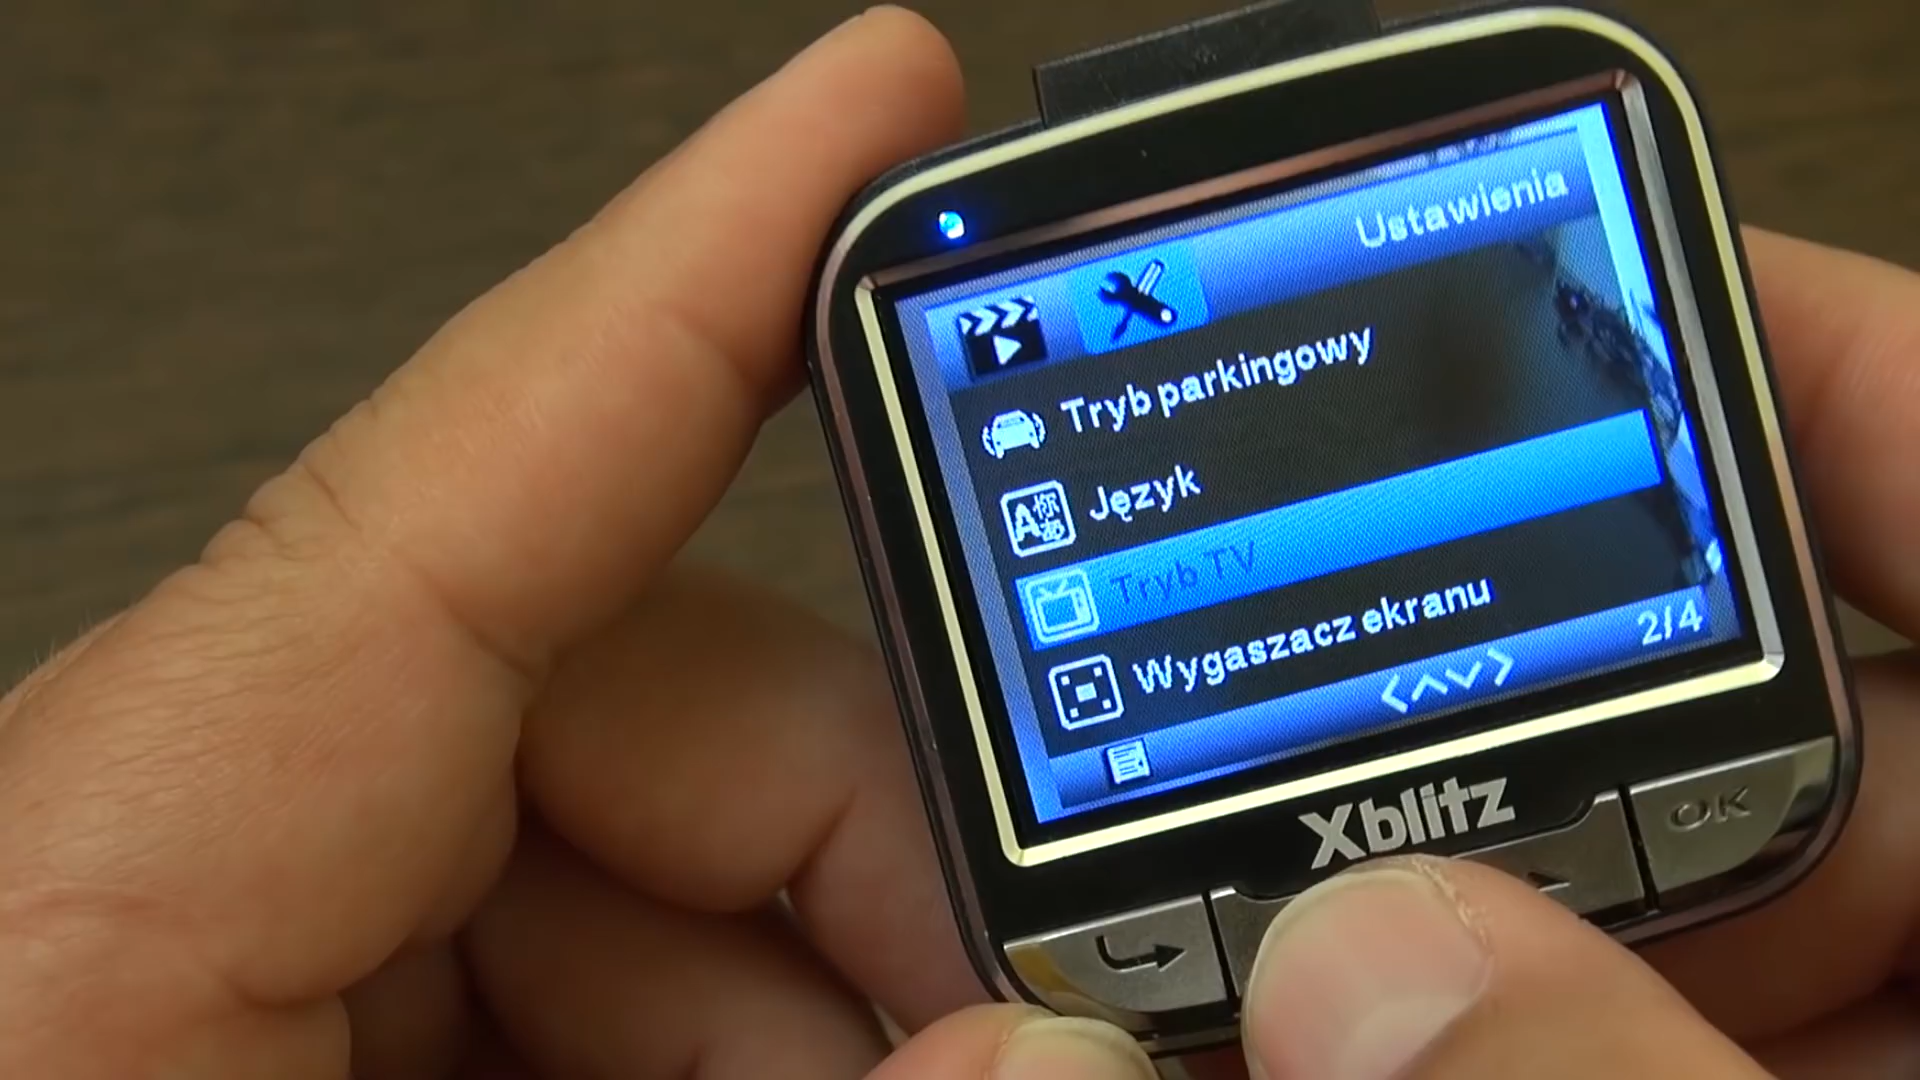 Ustawienia
Tryb parkingowy
Język
Tryb TV
Wygaszacz ekranu
2/4
Xblitz
OK